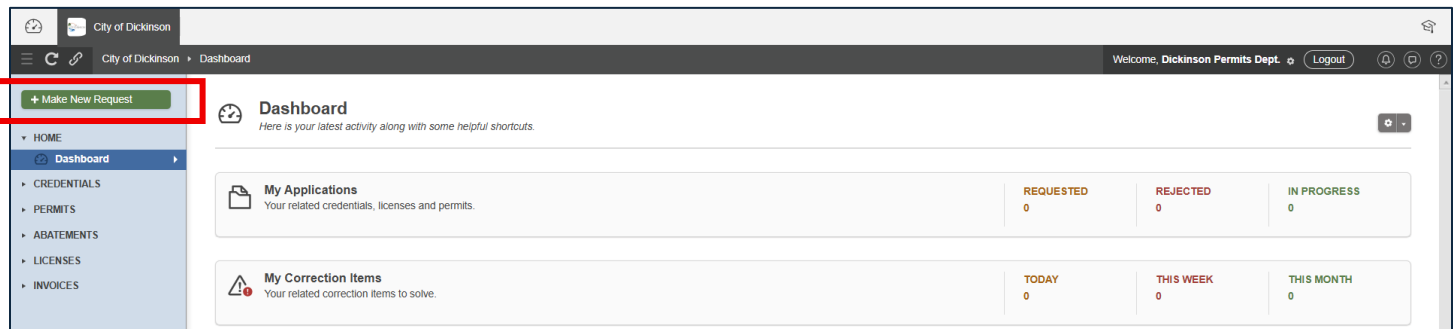 City of Dickinson
City of Dickinson ▸ Dashboard
Welcome, Dickinson Permits Dept. Logout ?
+ Make New Request
HOME
Dashboard
CREDENTIALS
PERMITS
ABATEMENTS
LICENSES
INVOICES
Dashboard
Here is your latest activity along with some helpful shortcuts.
My Applications
Your related credentials, licenses and permits.
REQUESTED
0
REJECTED
0
IN PROGRESS
0
My Correction Items
Your related correction items to solve.
TODAY
0
THIS WEEK
0
THIS MONTH
0